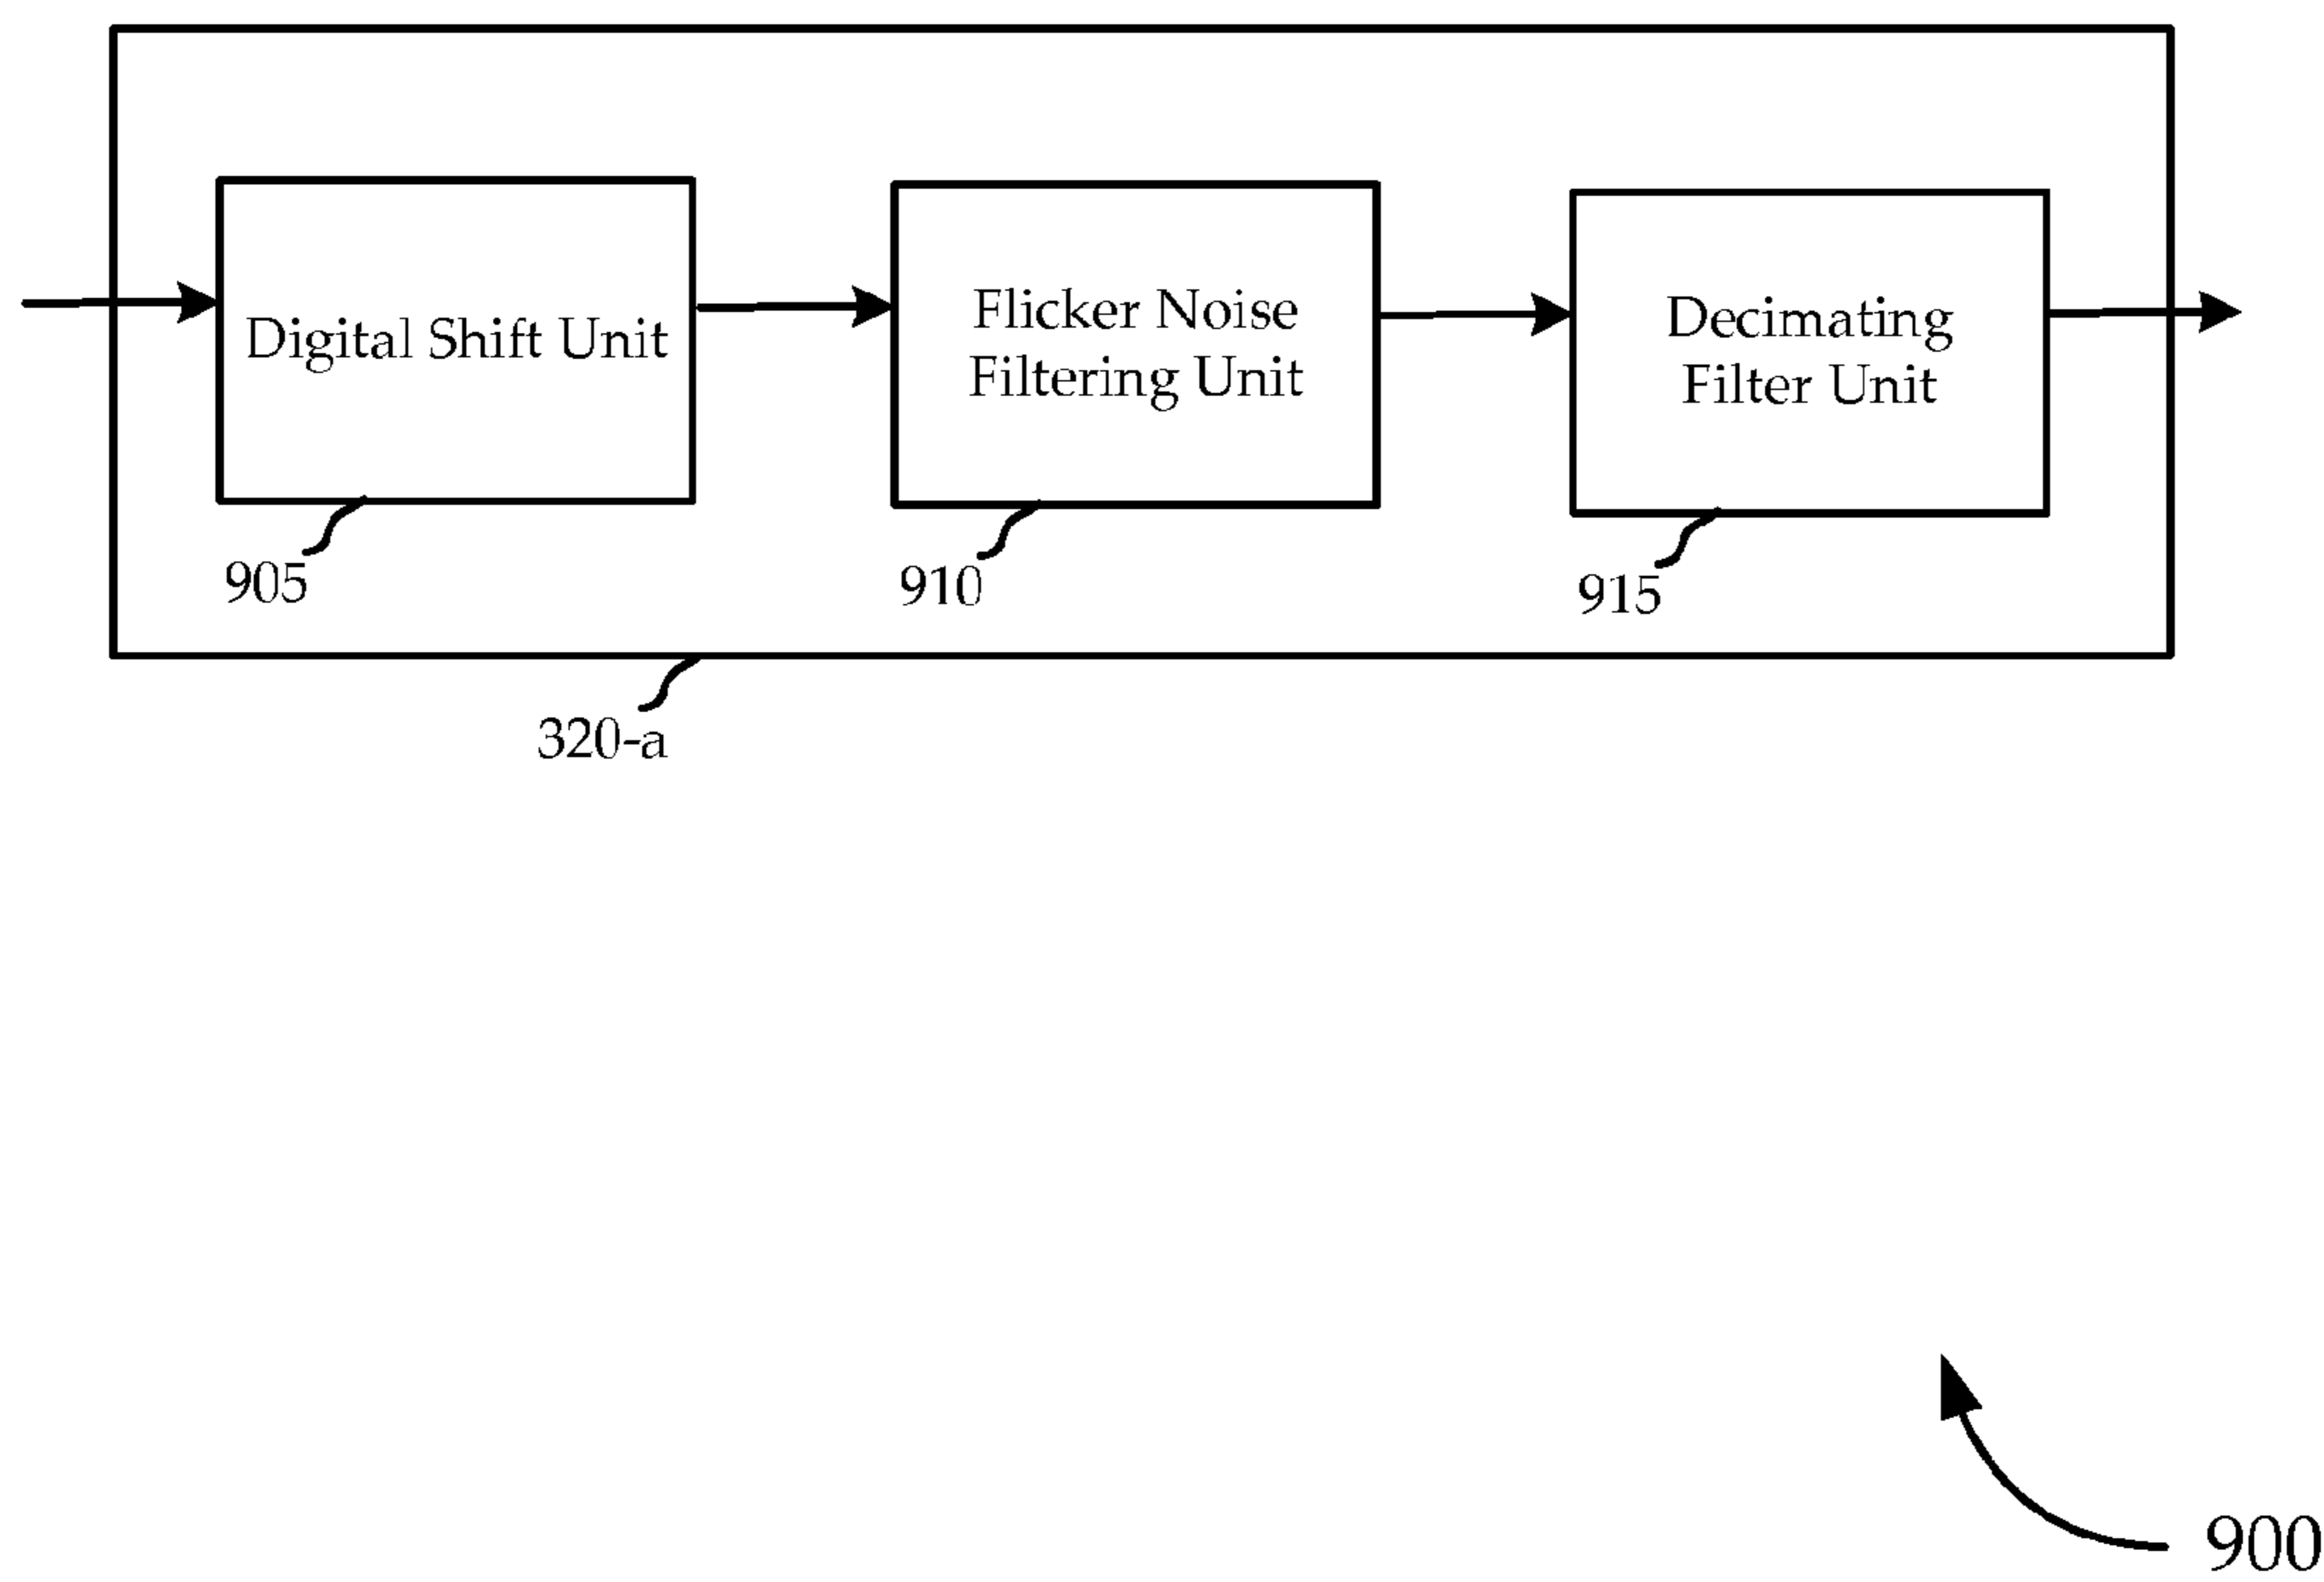 Digital Shift Unit
Flicker Noise
Filtering Unit
Decimating
Filter Unit
905
910
915
320-a
900